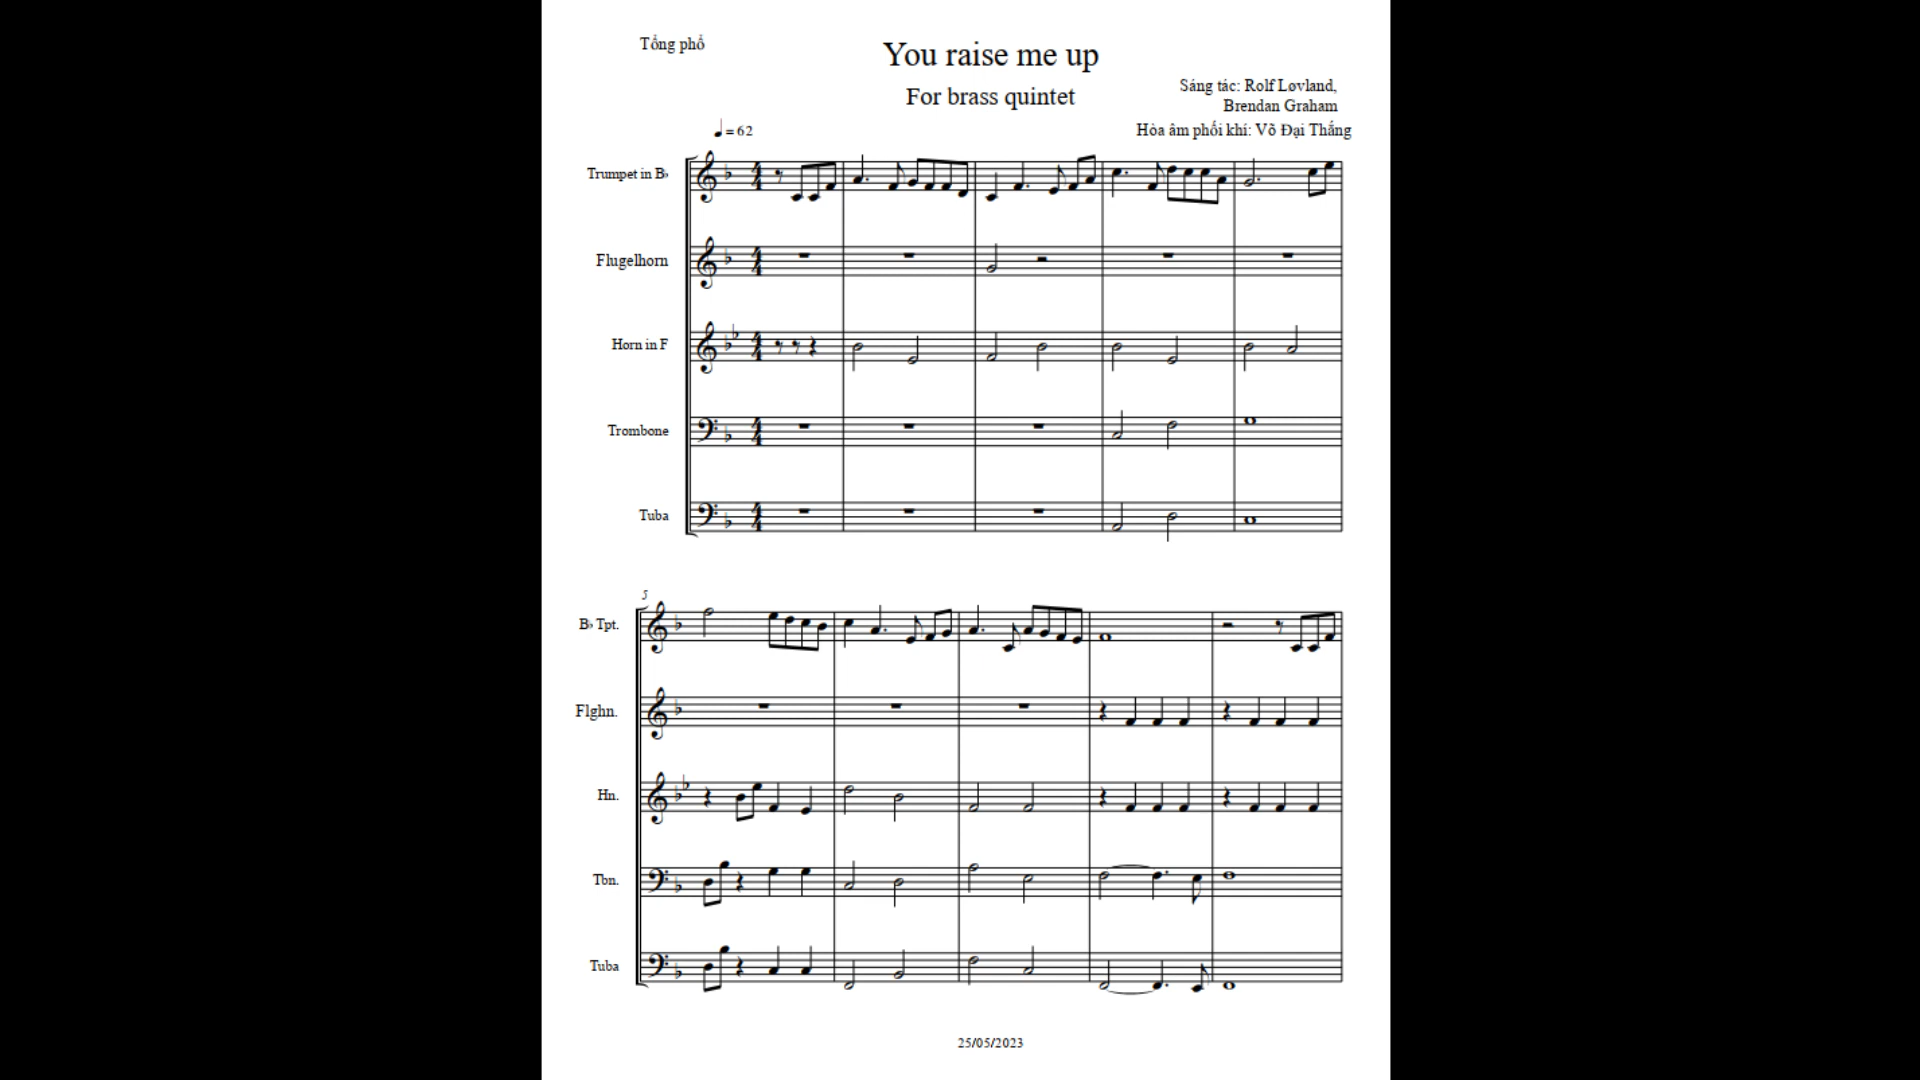 Tổng phổ
You raise me up
For brass quintet
Sáng tác: Rolf Løvland,
Brendan Graham
Hòa âm phối khí: Võ Đại Thắng
♩ = 62
Trumpet in B♭
Flugelhorn
Horn in F
Trombone
Tuba
5
B♭ Tpt.
Flghn.
Hn.
Tbn.
Tuba
25/05/2023